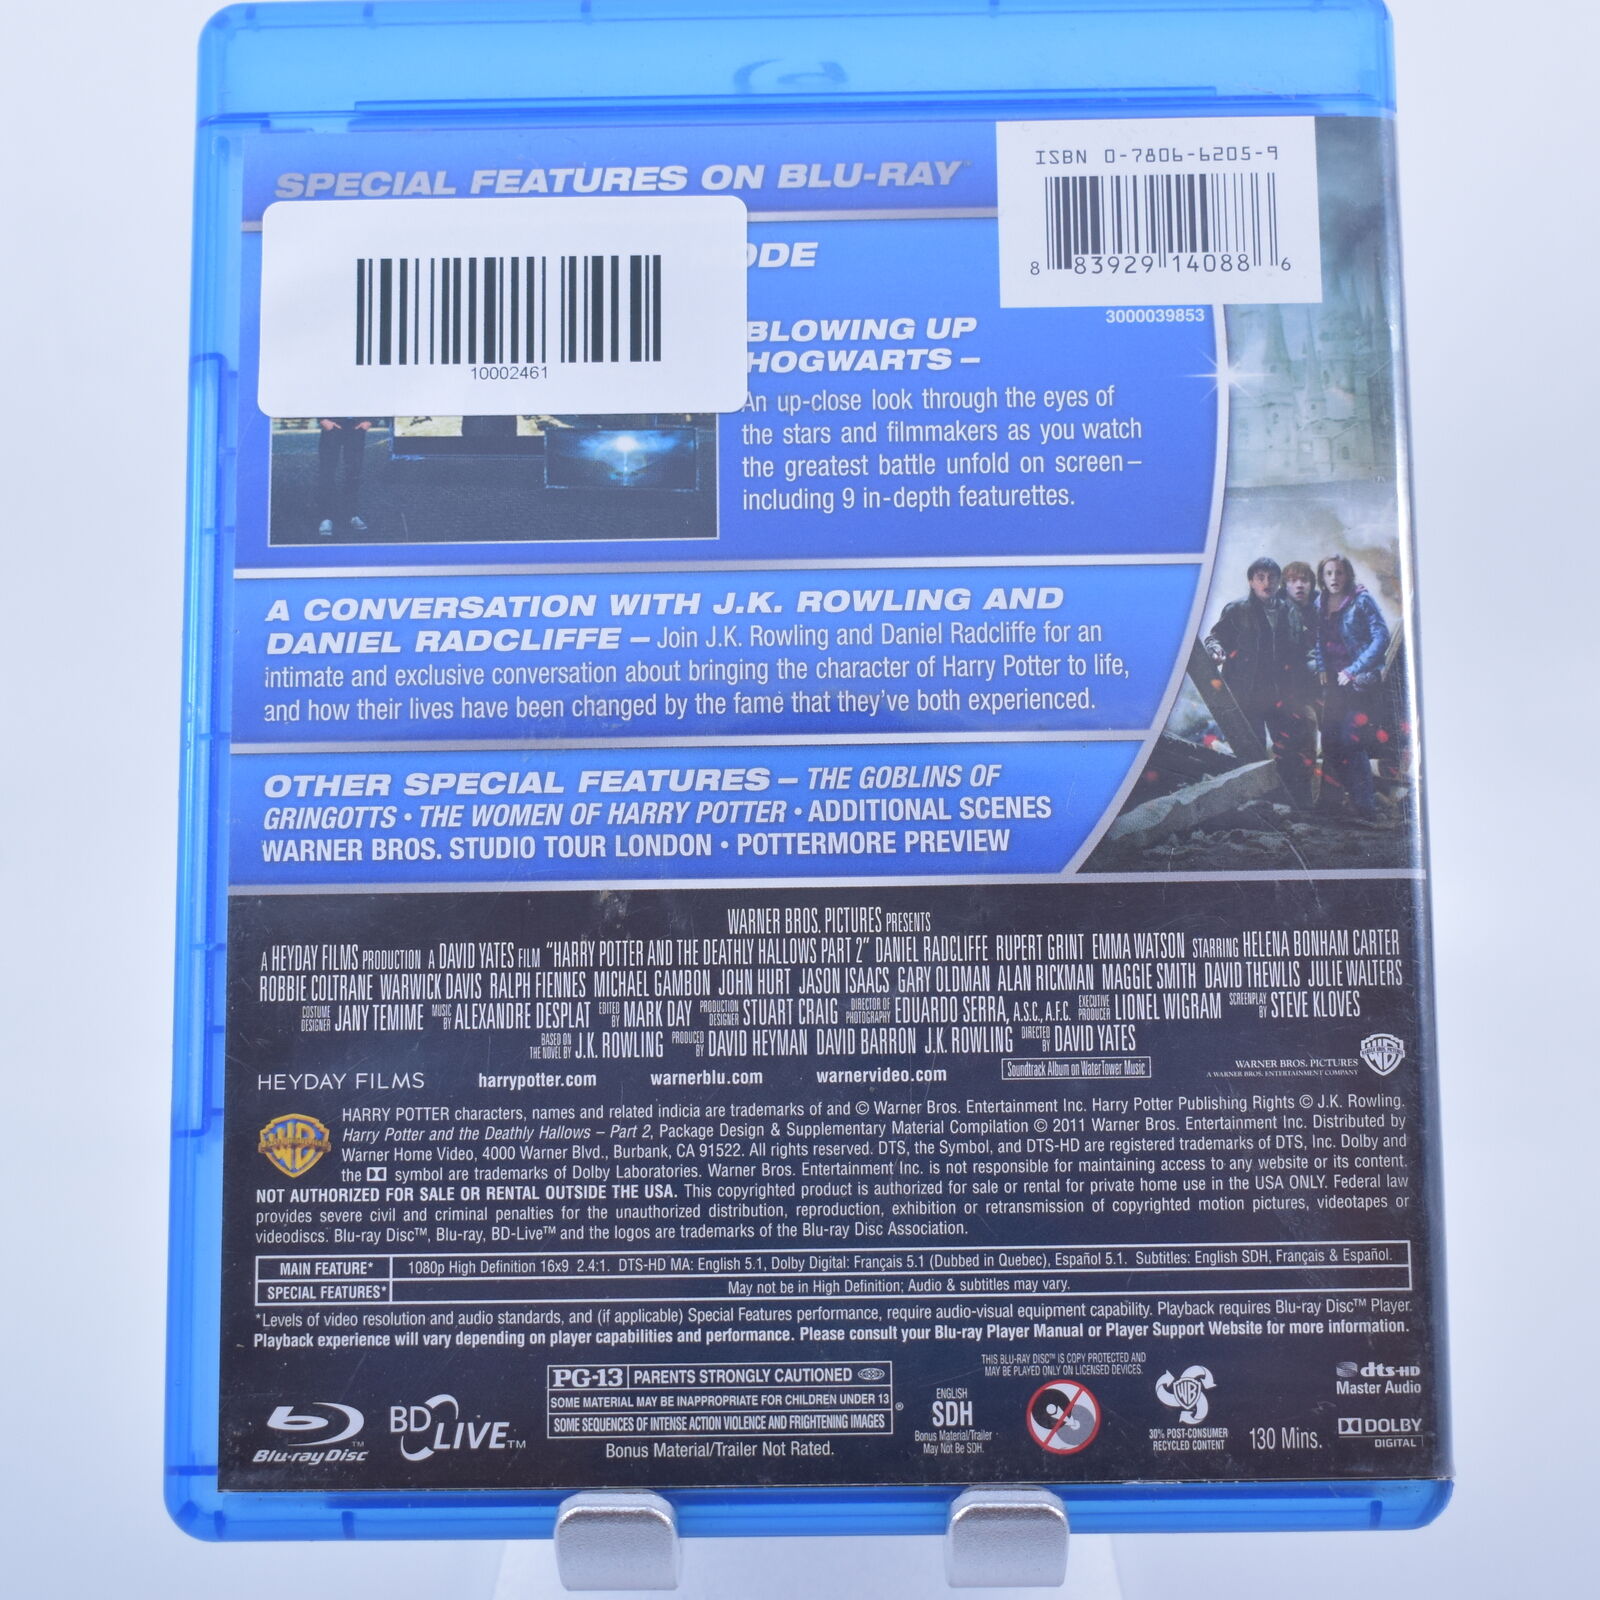 SPECIAL FEATURES ON BLU-RAY™
ISBN 0-7806-6205-9
8 83929 14088 6
3000039853
10002461
ODE
BLOWING UP
HOGWARTS –
An up-close look through the eyes of
the stars and filmmakers as you watch
the greatest battle unfold on screen –
including 9 in-depth featurettes.
A CONVERSATION WITH J.K. ROWLING AND
DANIEL RADCLIFFE – Join J.K. Rowling and Daniel Radcliffe for an
intimate and exclusive conversation about bringing the character of Harry Potter to life,
and how their lives have been changed by the fame that they've both experienced.
OTHER SPECIAL FEATURES – THE GOBLINS OF
GRINGOTTS • THE WOMEN OF HARRY POTTER • ADDITIONAL SCENES
WARNER BROS. STUDIO TOUR LONDON • POTTERMORE PREVIEW
WARNER BROS. PICTURES PRESENTS
A HEYDAY FILMS PRODUCTION A DAVID YATES FILM "HARRY POTTER AND THE DEATHLY HALLOWS PART 2" DANIEL RADCLIFFE RUPERT GRINT EMMA WATSON STARRING HELENA BONHAM CARTER
ROBBIE COLTRANE WARWICK DAVIS RALPH FIENNES MICHAEL GAMBON JOHN HURT JASON ISAACS GARY OLDMAN ALAN RICKMAN MAGGIE SMITH DAVID THEWLIS JULIE WALTERS
COSTUME DESIGNER JANY TEMIME MUSIC BY ALEXANDRE DESPLAT EDITED BY MARK DAY PRODUCTION DESIGNER STUART CRAIG DIRECTOR OF PHOTOGRAPHY EDUARDO SERRA, A.S.C., A.F.C. EXECUTIVE PRODUCER LIONEL WIGRAM SCREENPLAY BY STEVE KLOVES
BASED ON THE NOVEL BY J.K. ROWLING PRODUCED BY DAVID HEYMAN DAVID BARRON J.K. ROWLING DIRECTED BY DAVID YATES
HEYDAY FILMS harrypotter.com warnerblu.com warnervideo.com Soundtrack Album on WaterTower Music
WARNER BROS. PICTURES
A WARNER BROS. ENTERTAINMENT COMPANY
HARRY POTTER characters, names and related indicia are trademarks of and © Warner Bros. Entertainment Inc. Harry Potter Publishing Rights © J.K. Rowling.
Harry Potter and the Deathly Hallows – Part 2, Package Design & Supplementary Material Compilation © 2011 Warner Bros. Entertainment Inc. Distributed by
Warner Home Video, 4000 Warner Blvd., Burbank, CA 91522. All rights reserved. DTS, the Symbol, and DTS-HD are registered trademarks of DTS, Inc. Dolby and
the symbol are trademarks of Dolby Laboratories. Warner Bros. Entertainment Inc. is not responsible for maintaining access to any website or its content.
NOT AUTHORIZED FOR SALE OR RENTAL OUTSIDE THE USA. This copyrighted product is authorized for sale or rental for private home use in the USA ONLY. Federal law
provides severe civil and criminal penalties for the unauthorized distribution, reproduction, exhibition or retransmission of copyrighted motion pictures, videotapes or
videodiscs. Blu-ray Disc™, Blu-ray, BD-Live™ and the logos are trademarks of the Blu-ray Disc Association.
MAIN FEATURE* 1080p High Definition 16x9 2.4:1. DTS-HD MA: English 5.1, Dolby Digital: Français 5.1 (Dubbed in Quebec), Español 5.1. Subtitles: English SDH, Français & Español.
SPECIAL FEATURES* May not be in High Definition; Audio & subtitles may vary.
*Levels of video resolution and audio standards, and (if applicable) Special Features performance, require audio-visual equipment capability. Playback requires Blu-ray Disc™ Player.
Playback experience will vary depending on player capabilities and performance. Please consult your Blu-ray Player Manual or Player Support Website for more information.
Blu-ray Disc™
BD LIVE™
PG-13 PARENTS STRONGLY CAUTIONED
SOME MATERIAL MAY BE INAPPROPRIATE FOR CHILDREN UNDER 13
SOME SEQUENCES OF INTENSE ACTION VIOLENCE AND FRIGHTENING IMAGES
®
Bonus Material/Trailer Not Rated.
ENGLISH
SDH
Bonus Material/Trailer
May Not Be SDH.
THIS BLU-RAY DISC™ IS COPY PROTECTED AND
MAY BE PLAYED ONLY ON LICENSED DEVICES.
30% POST-CONSUMER
RECYCLED CONTENT
130 Mins.
dts-HD
Master Audio
DOLBY
DIGITAL